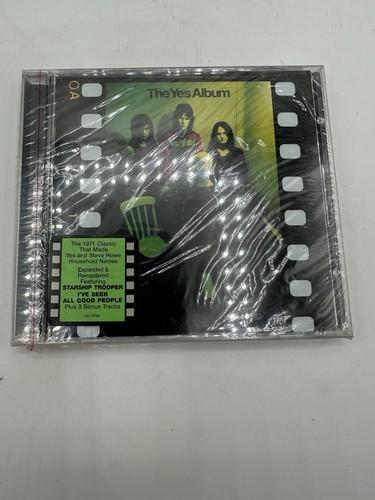 OA
The Yes Album
The 1971 Classic
That Made
Yes and Steve Howe
Household Names
Expanded &
Remastered
Featuring
STARSHIP TROOPER
I'VE SEEN
ALL GOOD PEOPLE
Plus 3 Bonus Tracks